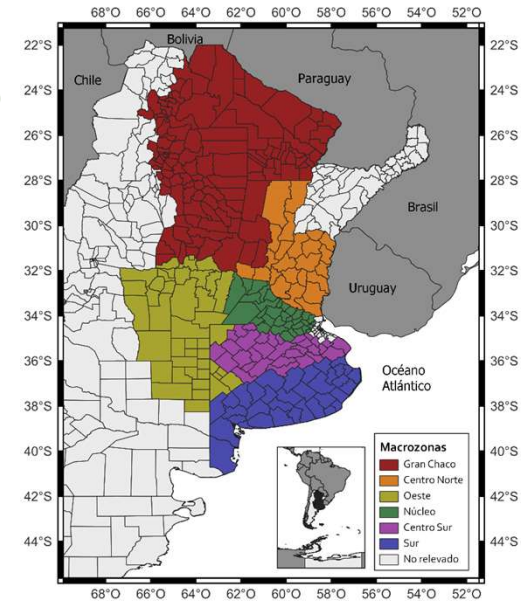 68°O 66°O 64°O 62°O 60°O 58°O 56°O 54°O 52°O
22°S 22°S
24°S 24°S
26°S 26°S
28°S 28°S
30°S 30°S
32°S 32°S
34°S 34°S
36°S 36°S
38°S 38°S
40°S 40°S
42°S 42°S
44°S 44°S
Bolivia
Chile
Paraguay
Brasil
Uruguay
Océano
Atlántico
Macrozonas
Gran Chaco
Centro Norte
Oeste
Núcleo
Centro Sur
Sur
No relevado
68°O 66°O 64°O 62°O 60°O 58°O 56°O 54°O 52°O